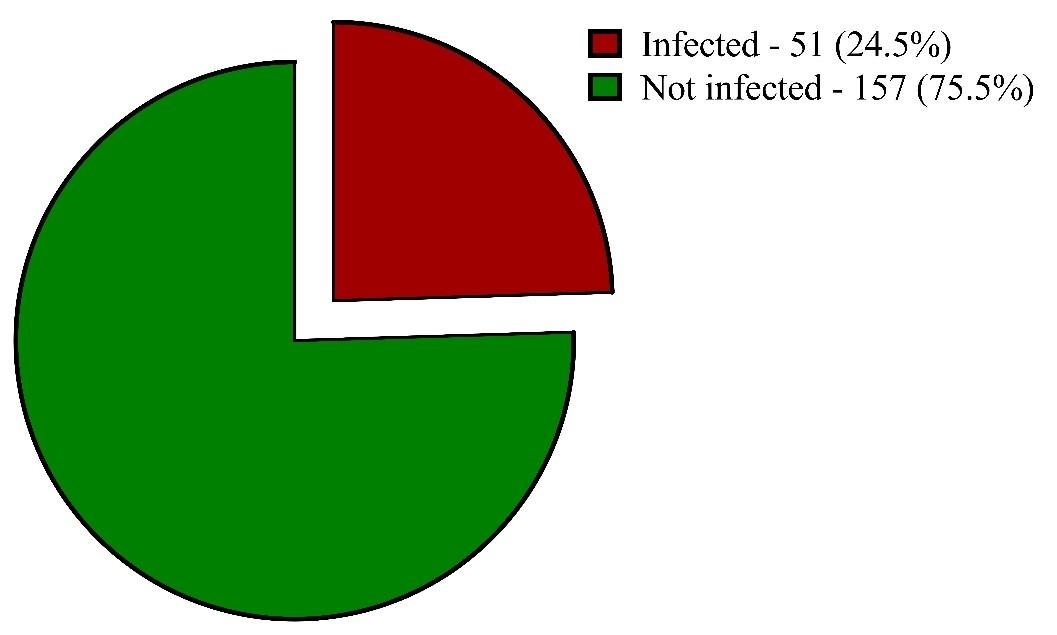 Infected - 51 (24.5%)
Not infected - 157 (75.5%)